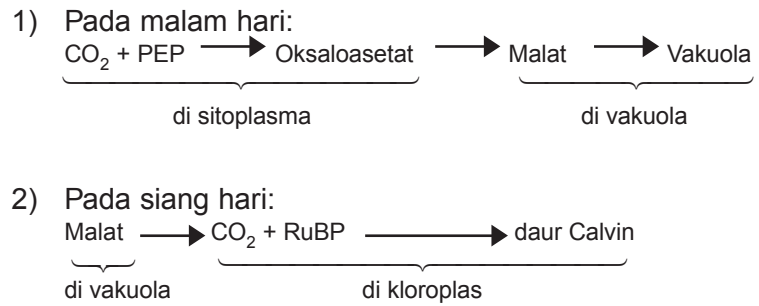 1) Pada malam hari:
CO₂ + PEP → Oksaloasetat → Malat → Vakuola
di sitoplasma di vakuola
2) Pada siang hari:
Malat → CO₂ + RuBP → daur Calvin
di vakuola di kloroplas